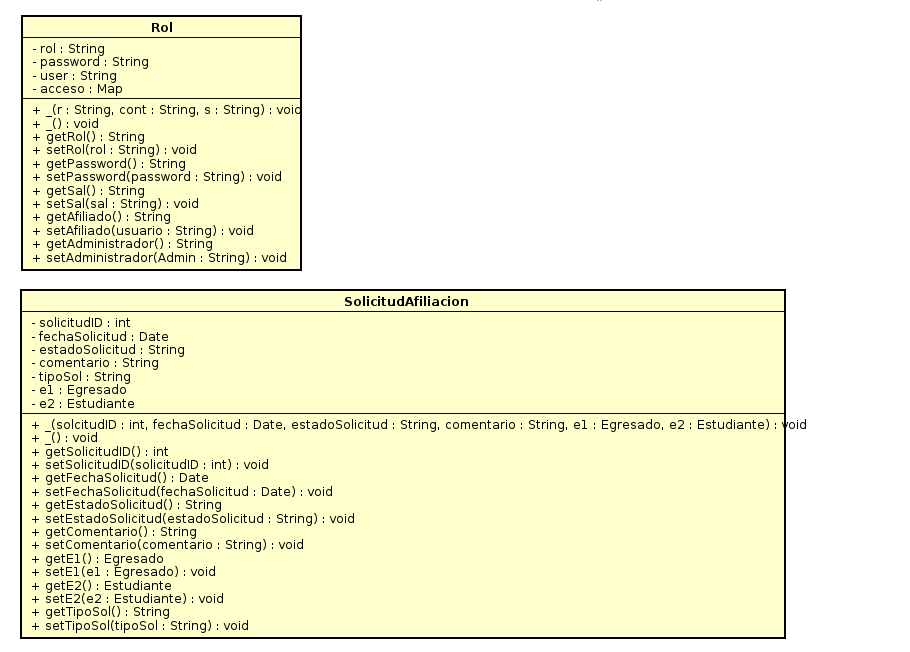 Rol
- rol : String
- password : String
- user : String
- acceso : Map
+ _(r : String, cont : String, s : String) : void
+ _() : void
+ getRol() : String
+ setRol(rol : String) : void
+ getPassword() : String
+ setPassword(password : String) : void
+ getSal() : String
+ setSal(sal : String) : void
+ getAfiliado() : String
+ setAfiliado(usuario : String) : void
+ getAdministrador() : String
+ setAdministrador(Admin : String) : void
SolicitudAfiliacion
- solicitudID : int
- fechaSolicitud : Date
- estadoSolicitud : String
- comentario : String
- tipoSol : String
- e1 : Egresado
- e2 : Estudiante
+ _(solcitudID : int, fechaSolicitud : Date, estadoSolicitud : String, comentario : String, e1 : Egresado, e2 : Estudiante) : void
+ _() : void
+ getSolicitudID() : int
+ setSolicitudID(solicitudID : int) : void
+ getFechaSolicitud() : Date
+ setFechaSolicitud(fechaSolicitud : Date) : void
+ getEstadoSolicitud() : String
+ setEstadoSolicitud(estadoSolicitud : String) : void
+ getComentario() : String
+ setComentario(comentario : String) : void
+ getE1() : Egresado
+ setE1(e1 : Egresado) : void
+ getE2() : Estudiante
+ setE2(e2 : Estudiante) : void
+ getTipoSol() : String
+ setTipoSol(tipoSol : String) : void